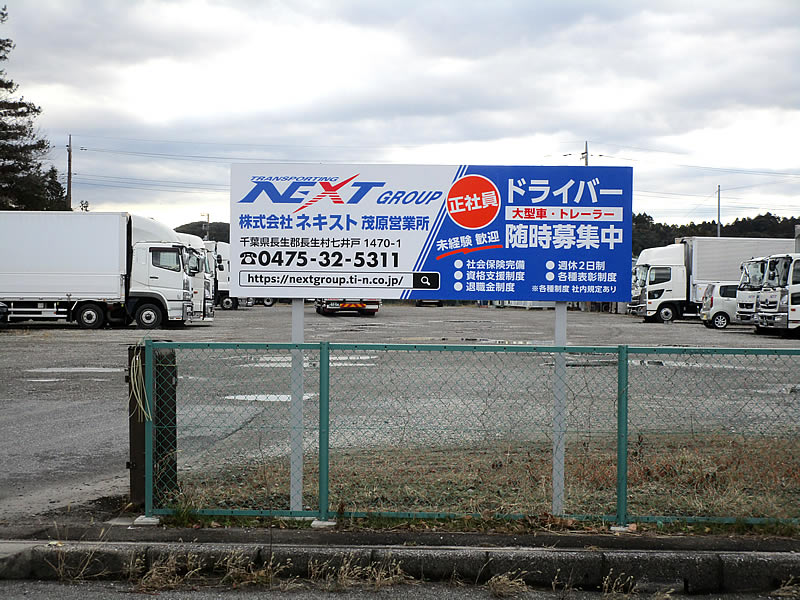 TRANSPORTING
NEXT GROUP
株式会社 ネキスト 茂原営業所
千葉県長生郡長生村七井戸 1470-1
☎0475-32-5311
https://nextgroup.ti-n.co.jp/
正社員
未経験 歓迎
ドライバー
大型車・トレーラー
随時募集中
●社会保険完備
●資格支援制度
●退職金制度
●週休2日制
●各種表彰制度
※各種制度 社内規定あり